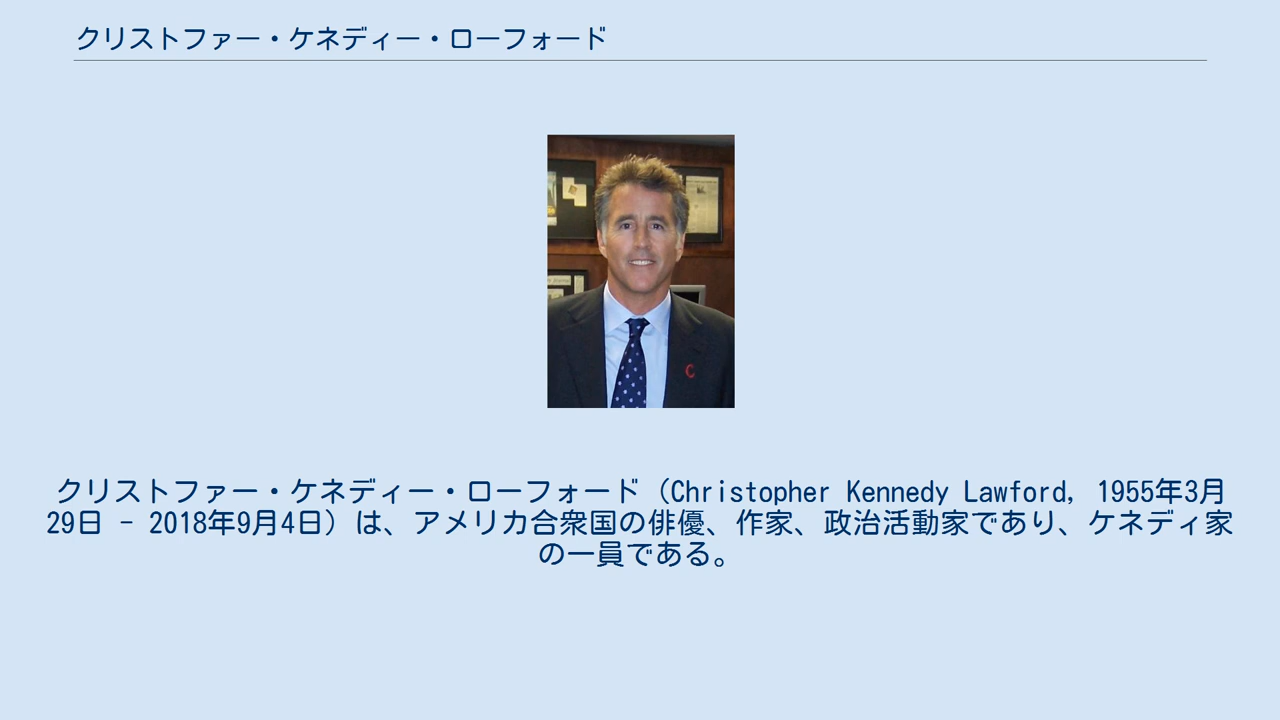 クリストファー・ケネディー・ローフォード
C
クリストファー・ケネディー・ローフォード（Christopher Kennedy Lawford, 1955年3月
29日 - 2018年9月4日）は、アメリカ合衆国の俳優、作家、政治活動家であり、ケネディ家
の一員である。